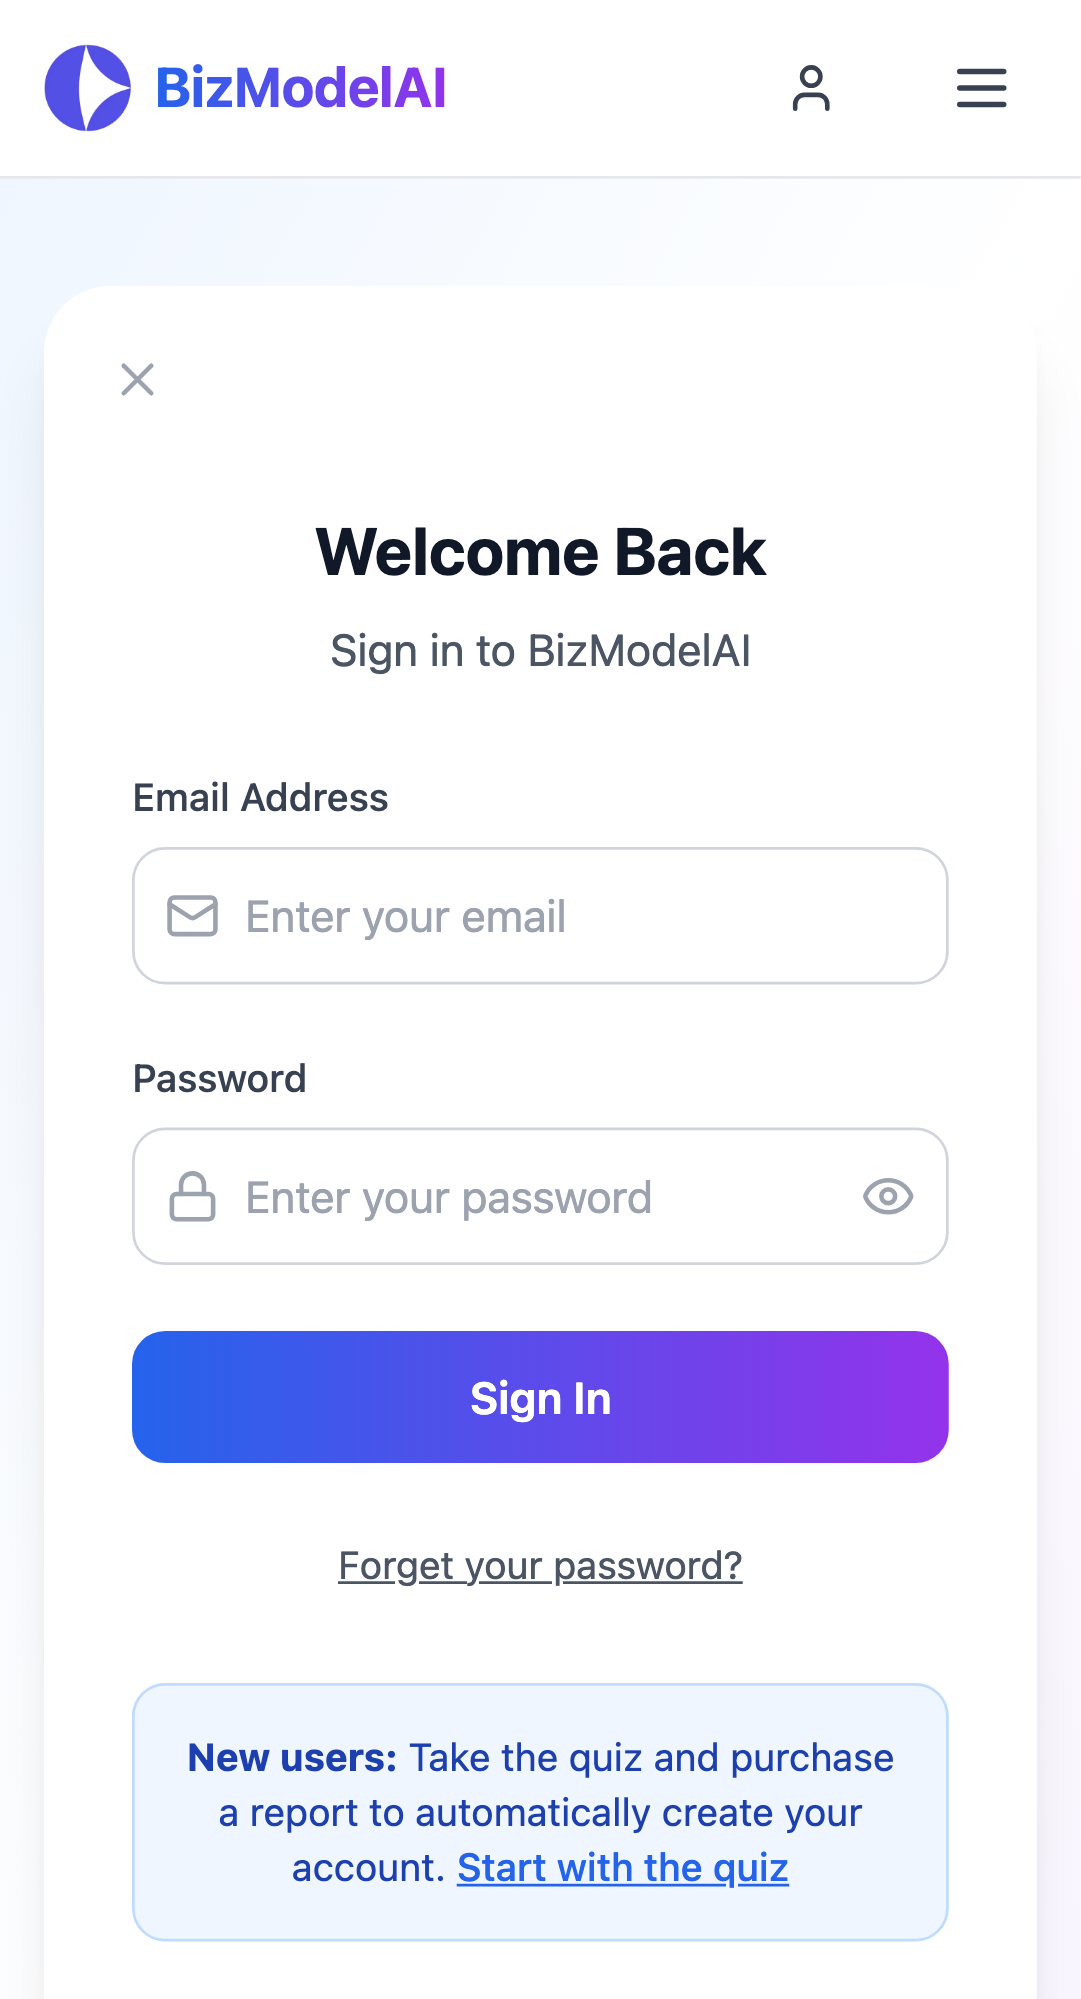 BizModelAI
Welcome Back
Sign in to BizModelAI
Email Address
Enter your email
Password
Enter your password
Sign In
Forget your password?
New users: Take the quiz and purchase
a report to automatically create your
account. Start with the quiz